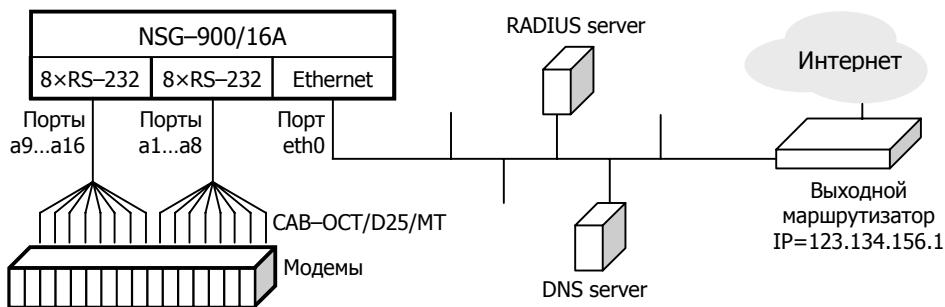 NSG–900/16A
8×RS–232 8×RS–232 Ethernet
Порты
a9...a16
Порты
a1...a8
Порт
eth0
RADIUS server
Интернет
Выходной
маршрутизатор
IP=123.134.156.1
CAB–OCT/D25/MT
Модемы
DNS server